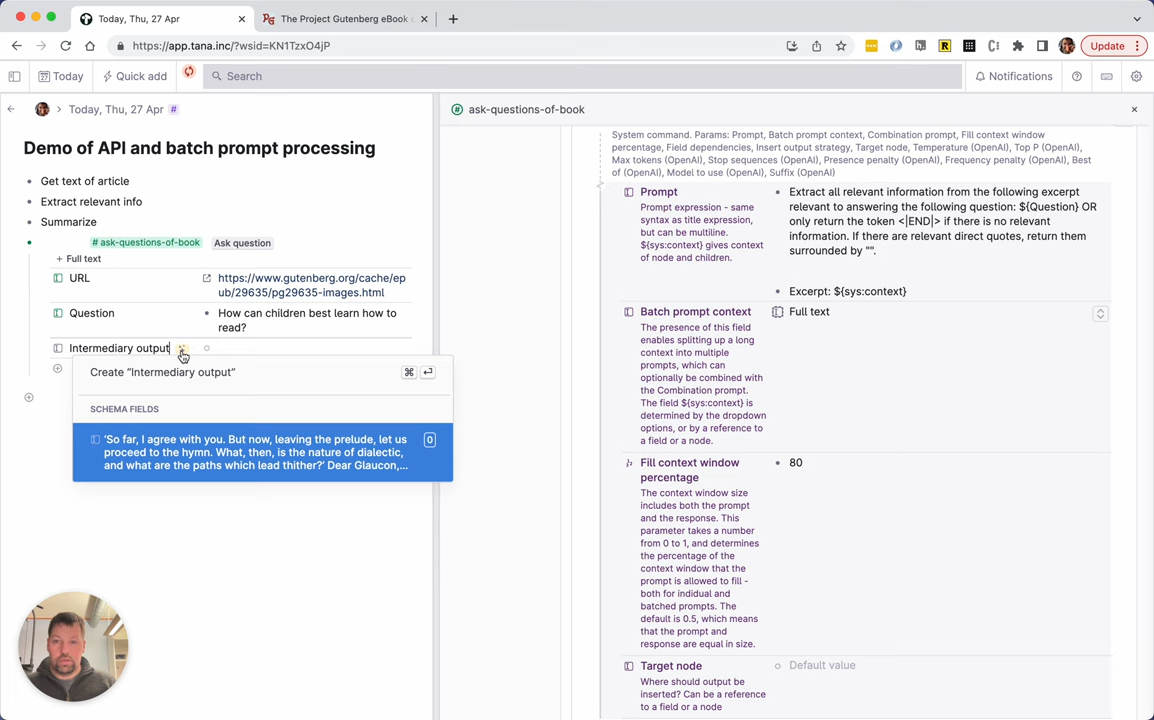 Today, Thu, 27 Apr
The Project Gutenberg eBook
https://app.tana.inc/?wsid=KN1TzxO4jP
Update
Today
Quick add
Search
Notifications
Today, Thu, 27 Apr #
Demo of API and batch prompt processing
Get text of article
Extract relevant info
Summarize
# ask-questions-of-book
Ask question
+ Full text
URL
https://www.gutenberg.org/cache/ep
ub/29635/pg29635-images.html
Question
How can children best learn how to
read?
Intermediary output
Create “Intermediary output”
⌘
SCHEMA FIELDS
'So far, I agree with you. But now, leaving the prelude, let us
proceed to the hymn. What, then, is the nature of dialectic,
and what are the paths which lead thither?' Dear Glaucon,...
0
ask-questions-of-book
System command. Params: Prompt, Batch prompt context, Combination prompt, Fill context window
percentage, Field dependencies, Insert output strategy, Target node, Temperature (OpenAI), Top P (OpenAI)
Max tokens (OpenAI), Stop sequences (OpenAI), Presence penalty (OpenAI), Frequency penalty (OpenAI), Best
of (OpenAI), Model to use (OpenAI), Suffix (OpenAI)
Prompt
Prompt expression - same
syntax as title expression,
but can be multiline.
${sys:context} gives context
of node and children.
Extract all relevant information from the following excerpt
relevant to answering the following question: ${Question} OR
only return the token <|END|> if there is no relevant
information. If there are relevant direct quotes, return them
surrounded by "".
Excerpt: ${sys:context}
Batch prompt context
The presence of this field
enables splitting up a long
context into multiple
prompts, which can
optionally be combined with
the Combination prompt.
The field ${sys:context} is
determined by the dropdown
options, or by a reference to
a field or a node.
Full text
Fill context window
percentage
The context window size
includes both the prompt
and the response. This
parameter takes a number
from 0 to 1, and determines
the percentage of the
context window that the
prompt is allowed to fill -
both for indidual and
batched prompts. The
default is 0.5, which means
that the prompt and
response are equal in size.
80
Target node
Where should output be
inserted? Can be a reference
to a field or a node
Default value